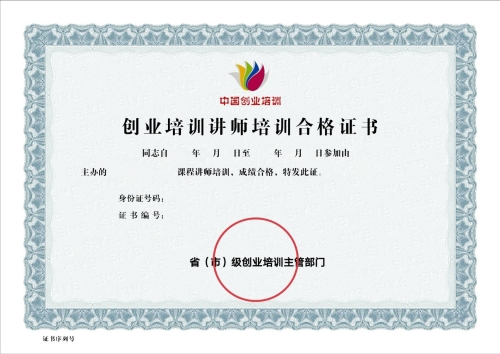 中国创业培训
创业培训讲师培训合格证书
同志自 年 月 日至 年 月 日参加由
主办的 课程讲师培训，成绩合格，特发此证。
身份证号码：
证书编号：
省（市）级创业培训主管部门
证书序列号